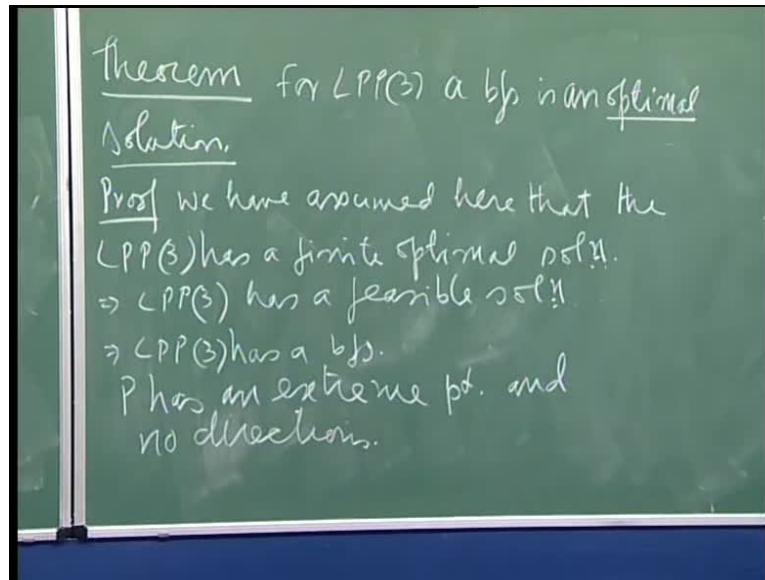 Theorem for LPP(3) a bfs is an optimal
solution.
Proof We have assumed here that the
LPP(3) has a finite optimal solⁿ.
⇒ LPP(3) has a feasible solⁿ
⇒ LPP(3) has a bfs.
P has an extreme pt. and
no directions.